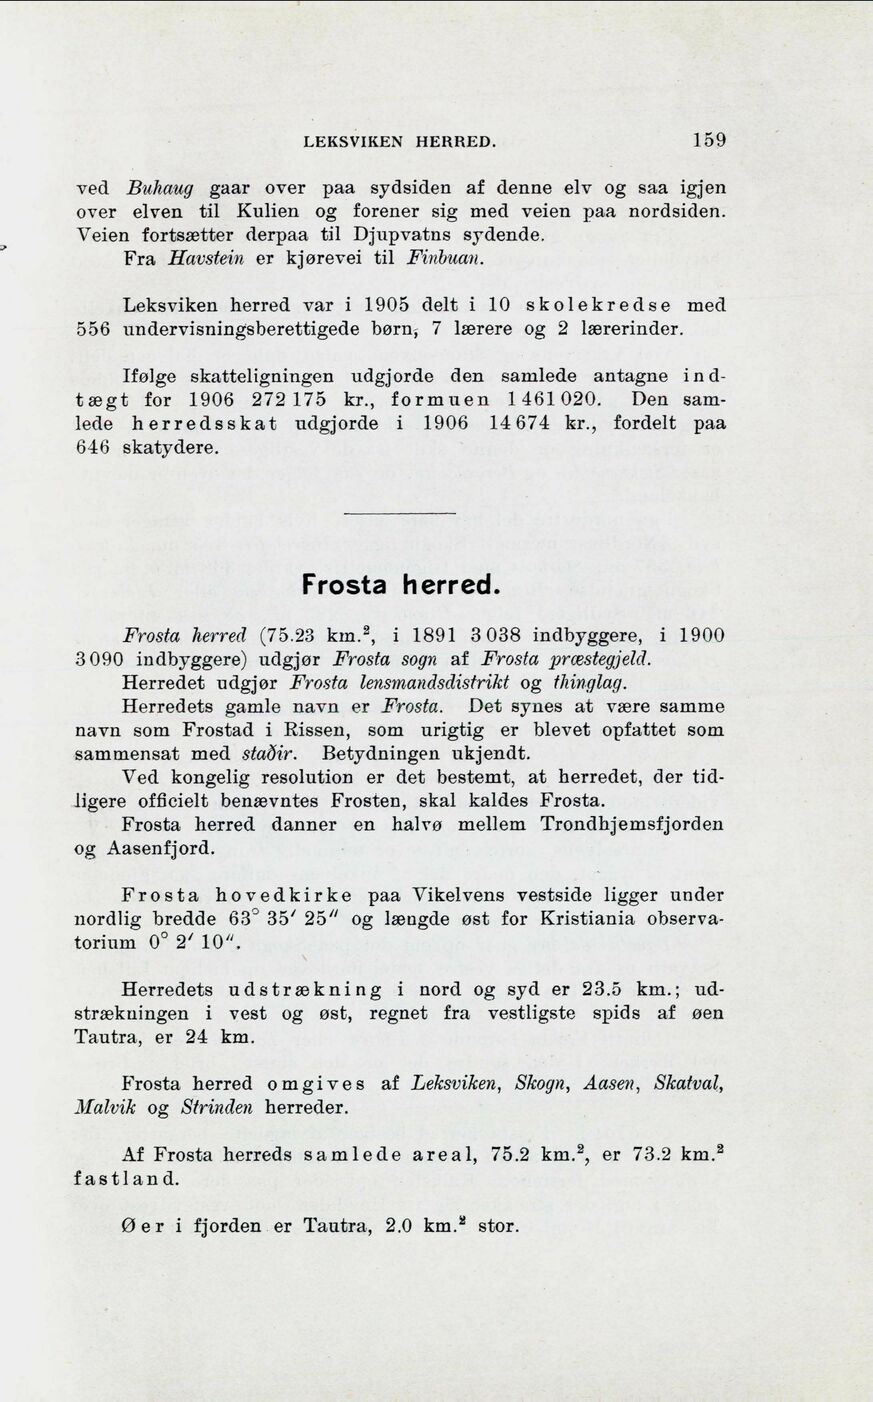 LEKSVIKEN HERRED. 159
ved Buhaug gaar over paa sydsiden af denne elv og saa igjen
over elven til Kulien og forener sig med veien paa nordsiden.
Veien fortsætter derpaa til Djupvatns sydende.
Fra Havstein er kjørevei til Finbuan.
Leksviken herred var i 1905 delt i 10 skolekredse med
556 undervisningsberettigede børn, 7 lærere og 2 lærerinder.
Ifølge skatteligningen udgjorde den samlede antagne ind-
tægt for 1906 272 175 kr., formuen 1 461 020. Den sam-
lede herredsskat udgjorde i 1906 14 674 kr., fordelt paa
646 skatydere.
Frosta herred.
Frosta herred (75.23 km.², i 1891 3 038 indbyggere, i 1900
3 090 indbyggere) udgjør Frosta sogn af Frosta præstegjeld.
Herredet udgjør Frosta lensmandsdistrikt og thinglag.
Herredets gamle navn er Frosta. Det synes at være samme
navn som Frostad i Rissen, som urigtig er blevet opfattet som
sammensat med staðir. Betydningen ukjendt.
Ved kongelig resolution er det bestemt, at herredet, der tid-
ligere officielt benævntes Frosten, skal kaldes Frosta.
Frosta herred danner en halvø mellem Trondhjemsfjorden
og Aasenfjord.
Frosta hovedkirke paa Vikelvens vestside ligger under
nordlig bredde 63° 35′ 25″ og længde øst for Kristiania observa-
torium 0° 2′ 10″.
Herredets udstrækning i nord og syd er 23.5 km.; ud-
strækningen i vest og øst, regnet fra vestligste spids af øen
Tautra, er 24 km.
Frosta herred omgives af Leksviken, Skogn, Aasen, Skatval,
Malvik og Strinden herreder.
Af Frosta herreds samlede areal, 75.2 km.², er 73.2 km.²
fastland.
Øer i fjorden er Tautra, 2.0 km.² stor.